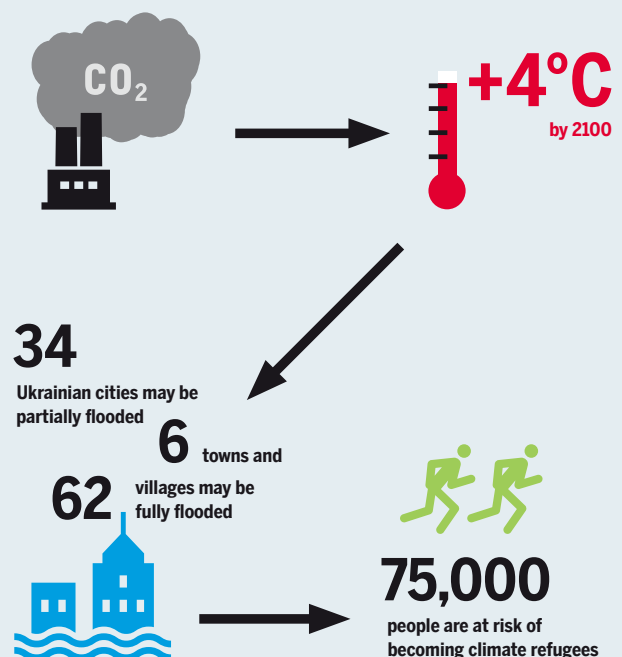 CO₂
+4°C
by 2100
34
Ukrainian cities may be
partially flooded
6 towns and
62 villages may be
fully flooded
75,000
people are at risk of
becoming climate refugees